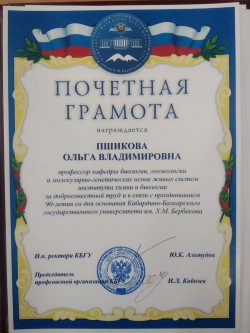 ПОЧЕТНАЯ
ГРАМОТА
награждается
ПШИКОВА
ОЛЬГА ВЛАДИМИРОВНА
профессор кафедры биологии, геоэкологии
и молекулярно-генетических основ живых систем
института химии и биологии
за добросовестный труд и в связи с празднованием
90-летия со дня основания Кабардино-Балкарского
государственного университета им. Х.М. Бербекова
И.о. ректора КБГУ Ю.К. Альтудов
Председатель
профсоюзной организации КБГУ И.Л.